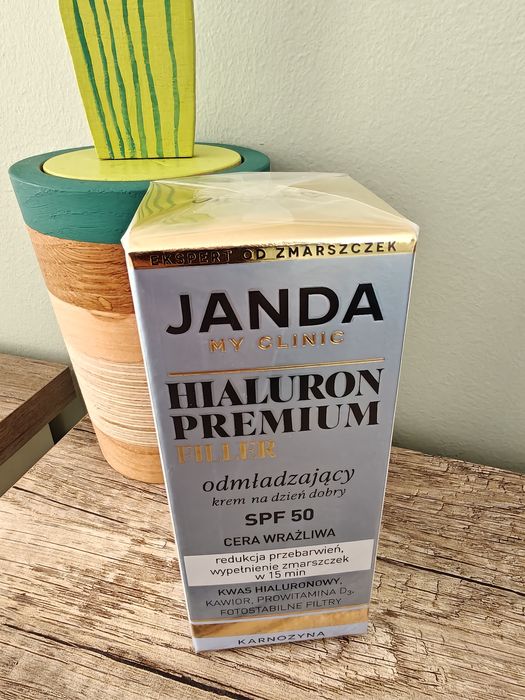 EKSPERT OD ZMARSZCZEK
JANDA
MY CLINIC
HIALURON
PREMIUM
FILLER
odmładzający
krem na dzień dobry
SPF 50
CERA WRAŻLIWA
redukcja przebarwień,
wypełnienie zmarszczek
w 15 min
KWAS HIALURONOWY,
KAWIOR, PROWITAMINA D3,
FOTOSTABILNE FILTRY
KARNOZYNA